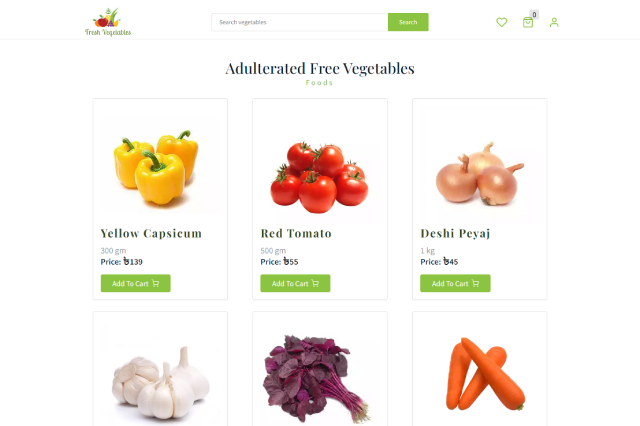 Fresh Vegetables
Search vegetables
Search
0
Adulterated Free Vegetables
Foods
Yellow Capsicum
300 gm
Price: ৳139
Add To Cart
Red Tomato
500 gm
Price: ৳55
Add To Cart
Deshi Peyaj
1 kg
Price: ৳45
Add To Cart